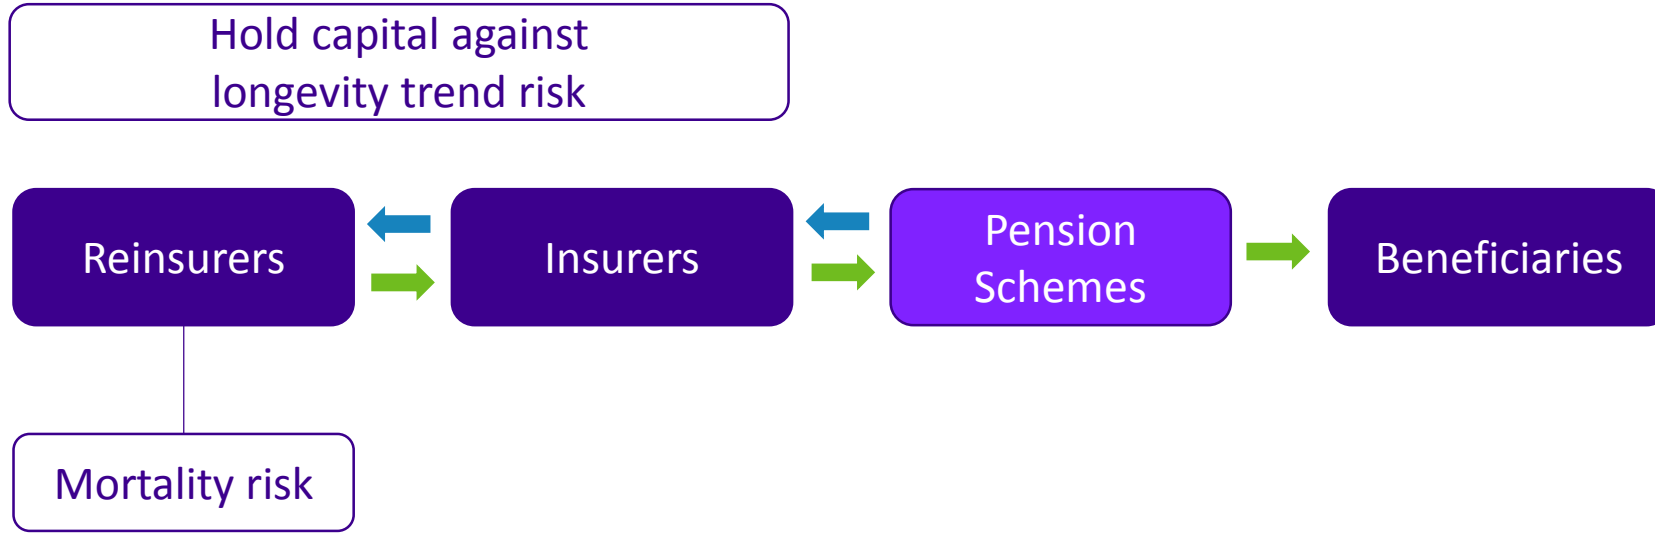 Hold capital against
longevity trend risk
Reinsurers
Insurers
Pension
Schemes
Beneficiaries
Mortality risk